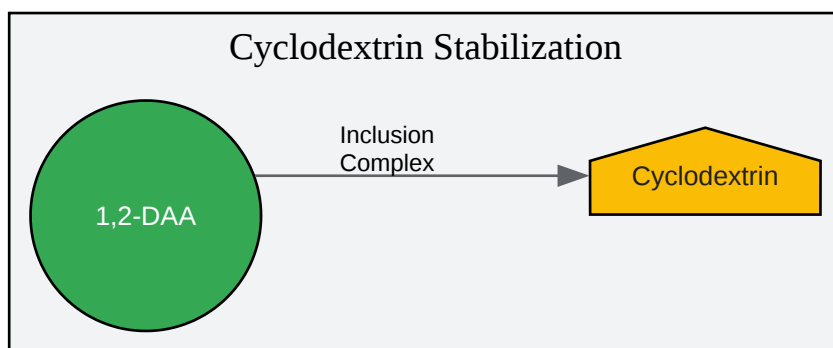 Cyclodextrin Stabilization
Inclusion
Complex
1,2-DAA
Cyclodextrin